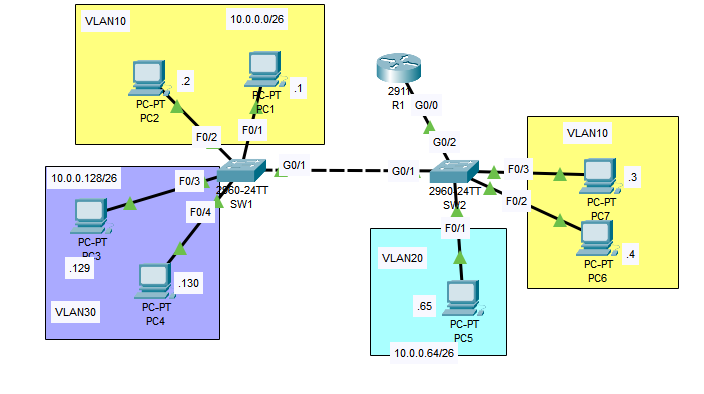 VLAN10
10.0.0.0/26
.2
PC-PT
PC2
.1
PC-PT
PC1
F0/2
F0/1
2911
R1
G0/0
G0/2
VLAN10
F0/3
.3
PC-PT
PC7
F0/2
.4
PC-PT
PC6
10.0.0.128/26
F0/3
F0/4
2960-24TT
SW1
G0/1
G0/1
2960-24TT
SW2
PC-PT
PC3
.129
.130
PC-PT
PC4
VLAN30
F0/1
VLAN20
.65
PC-PT
PC5
10.0.0.64/26